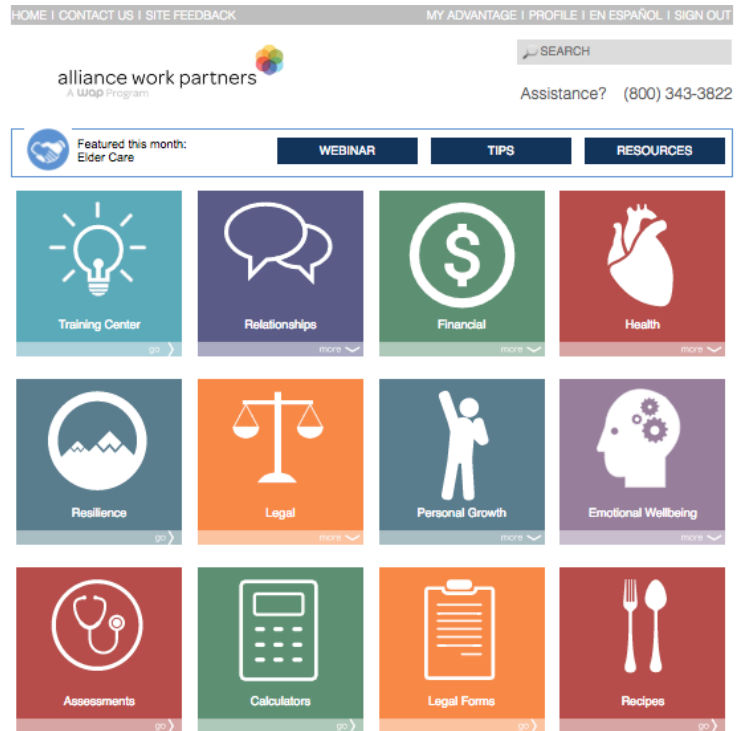 HOME I CONTACT US I SITE FEEDBACK MY ADVANTAGE I PROFILE I EN ESPAÑOL I SIGN OUT
SEARCH
alliance work partners
A wap Program
Assistance? (800) 343-3822
Featured this month:
Elder Care
WEBINAR TIPS RESOURCES
Training Center Relationships Financial Health
go more more more
Resilience Legal Personal Growth Emotional Wellbeing
go more more more
Assessments Calculators Legal Forms Recipes
go go go go